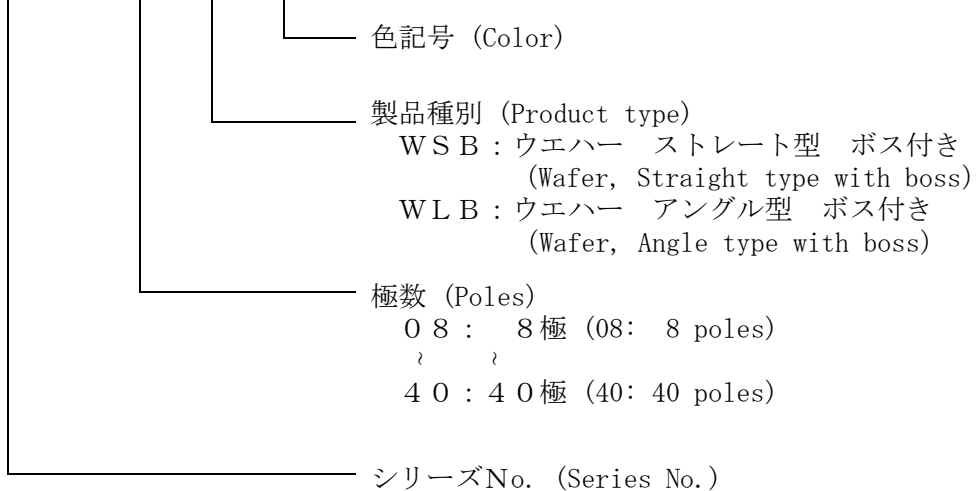 色記号 (Color)
製品種別 (Product type)
ＷＳＢ：ウエハー　ストレート型　ボス付き
(Wafer, Straight type with boss)
ＷＬＢ：ウエハー　アングル型　ボス付き
(Wafer, Angle type with boss)
極数 (Poles)
０８：　８極 (08:  8 poles)
～　～
４０：４０極 (40: 40 poles)
シリーズNo. (Series No.)